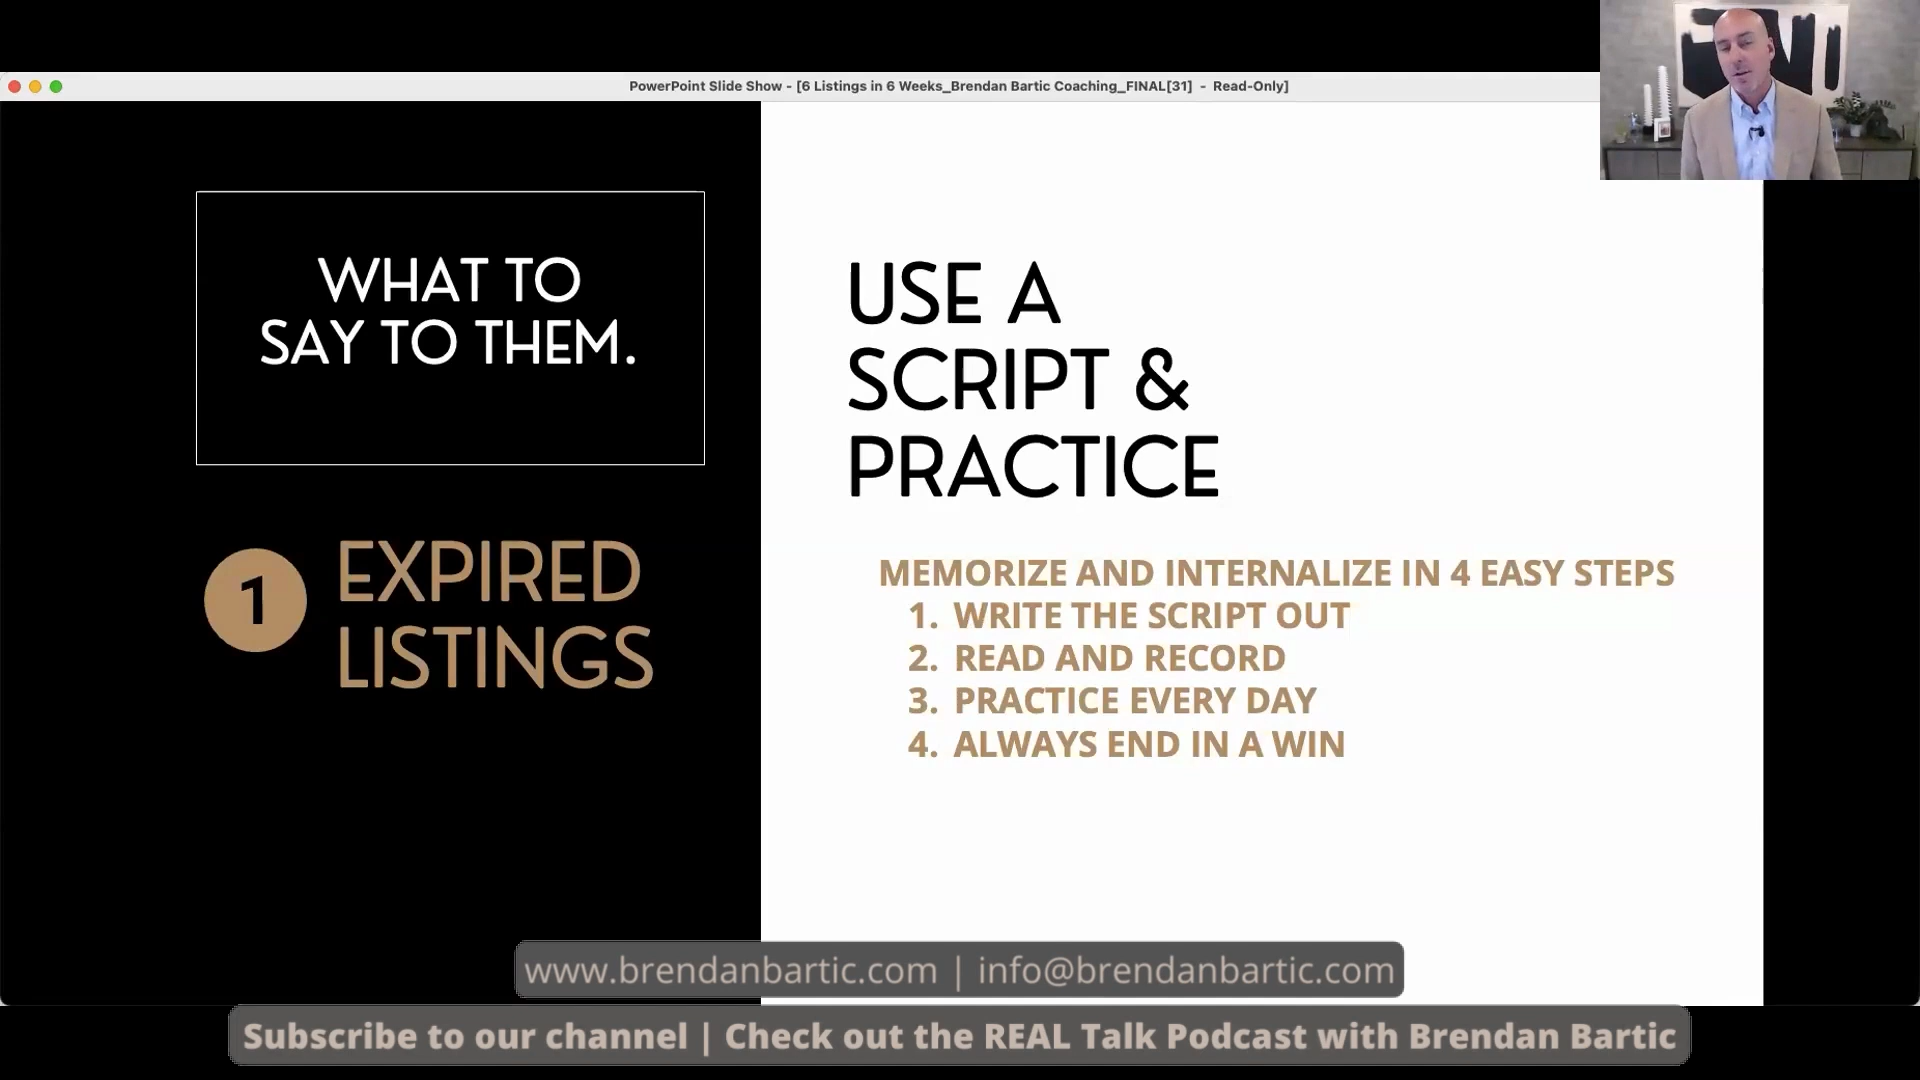 PowerPoint Slide Show - [6 Listings in 6 Weeks_Brendan Bartic Coaching_FINAL[31] - Read-Only]
WHAT TO
SAY TO THEM.
1
EXPIRED
LISTINGS
USE A
SCRIPT &
PRACTICE
MEMORIZE AND INTERNALIZE IN 4 EASY STEPS
1. WRITE THE SCRIPT OUT
2. READ AND RECORD
3. PRACTICE EVERY DAY
4. ALWAYS END IN A WIN
www.brendanbartic.com | info@brendanbartic.com
Subscribe to our channel | Check out the REAL Talk Podcast with Brendan Bartic